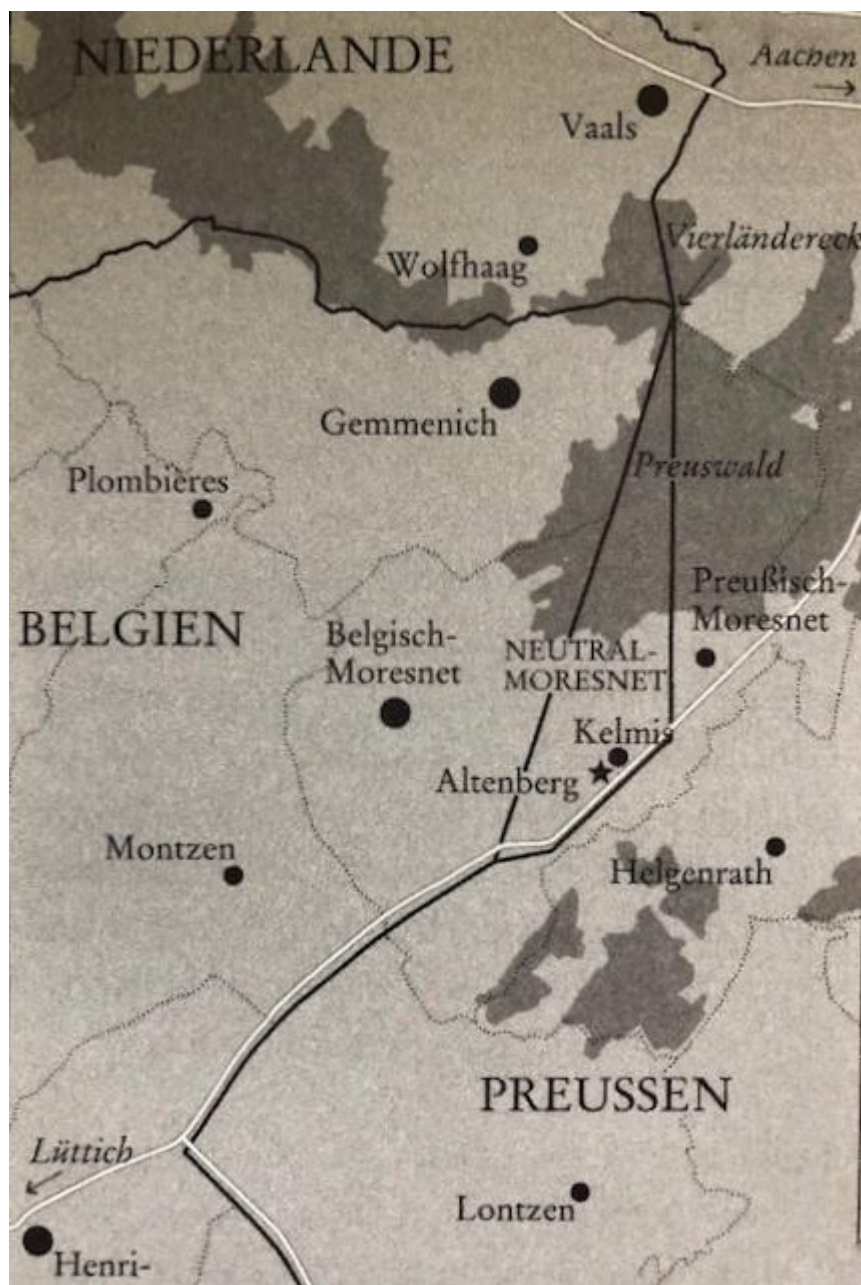 NIEDERLANDE
Aachen
Vaals
Vierländereck
Wolfhaag
Gemmenich
Preuswald
Plombières
Preußisch-
Moresnet
BELGIEN
Belgisch-
Moresnet
NEUTRAL-
MORESNET
Kelmis
Altenberg
Montzen
Helgenrath
PREUSSEN
Lüttich
Lontzen
Henri-